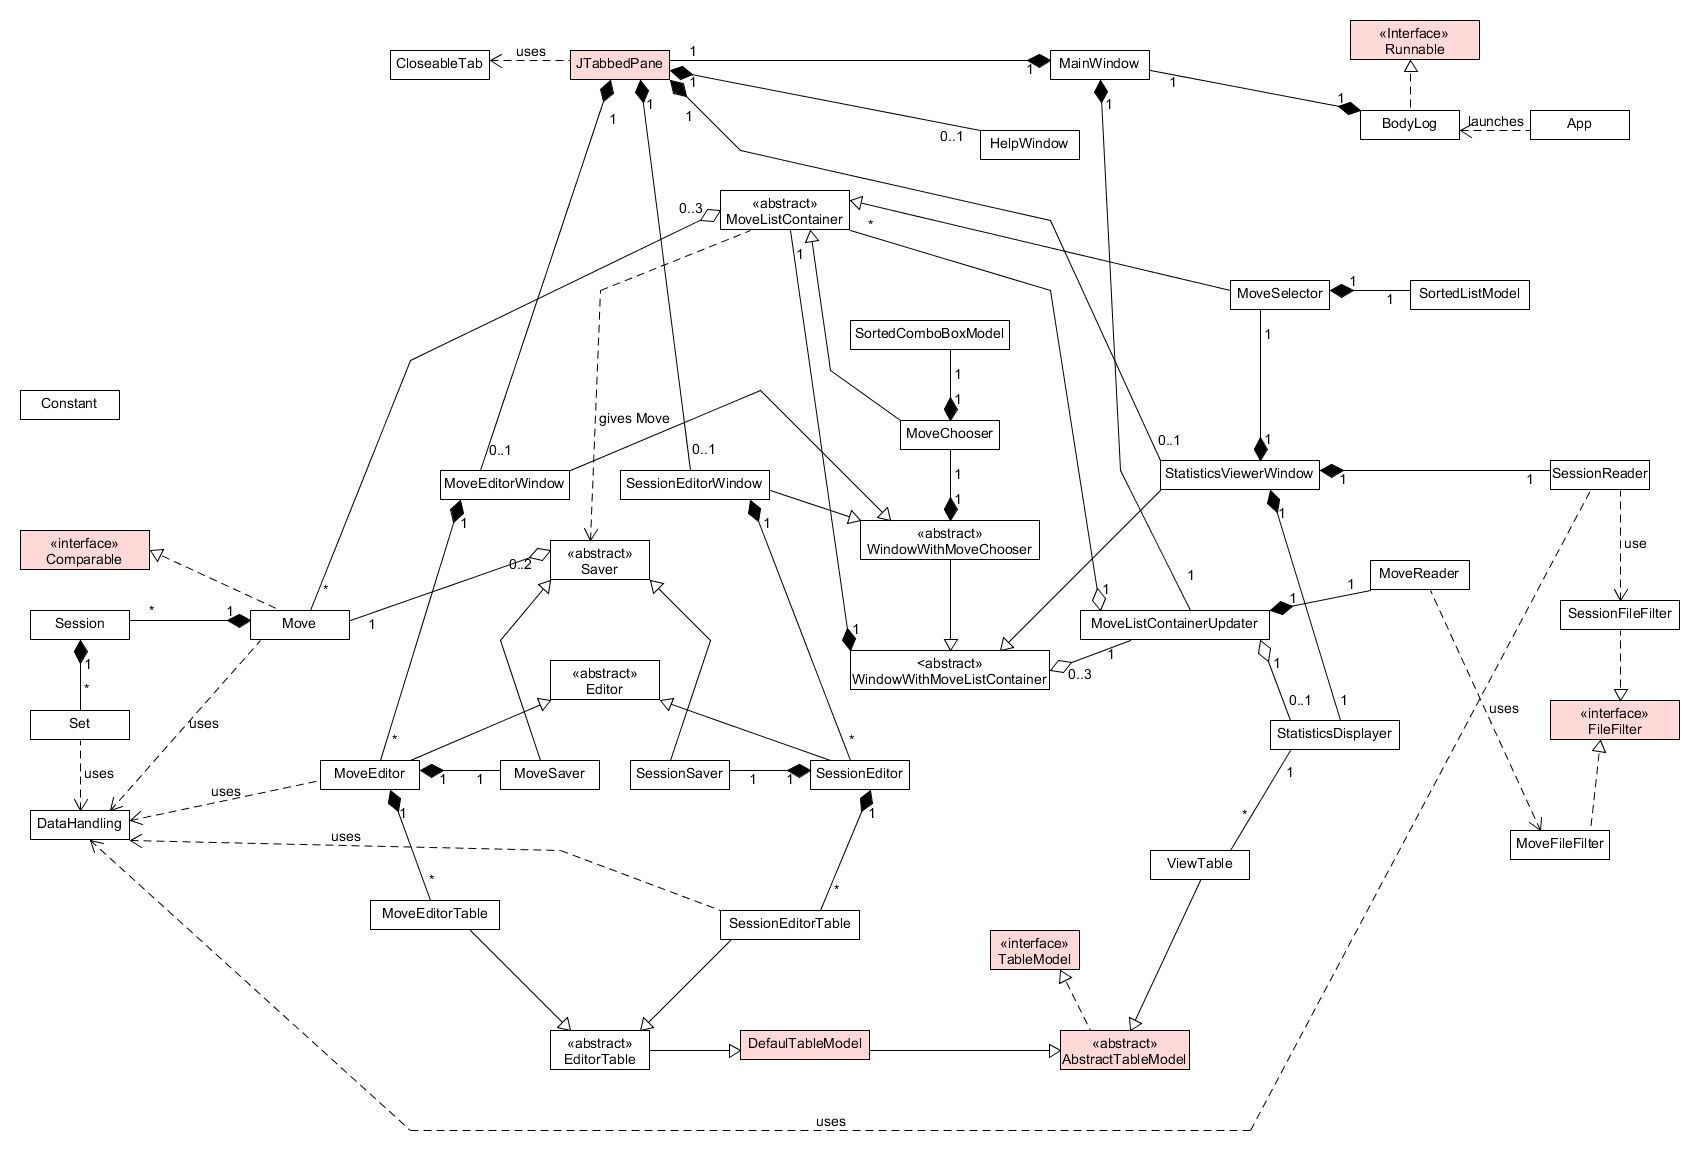 «Interface»
Runnable
CloseableTab
uses
JTabbedPane
1
1
MainWindow
1
1
BodyLog
launches
App
1
1
1
1
1
0..1
HelpWindow
«abstract»
MoveListContainer
0..3
*
1
MoveSelector
1
1
SortedListModel
SortedComboBoxModel
1
1
1
Constant
gives Move
MoveChooser
0..1
0..1
0..1
1
1
1
MoveEditorWindow
SessionEditorWindow
StatisticsViewerWindow
1
1
SessionReader
1
1
1
«abstract»
WindowWithMoveChooser
«interface»
Comparable
«abstract»
Saver
0..2
use
MoveReader
1
1
1
*
1
SessionFileFilter
Session
*
1
Move
1
MoveListContainerUpdater
1
1
<abstract»
WindowWithMoveListContainer
0..3
1
1
*
Set
«abstract»
Editor
0..1
1
uses
uses
«interface»
FileFilter
StatisticsDisplayer
*
*
MoveEditor
1
1
MoveSaver
SessionSaver
1
1
SessionEditor
1
uses
uses
1
1
*
DataHandling
uses
MoveFileFilter
ViewTable
*
*
MoveEditorTable
SessionEditorTable
«interface»
TableModel
«abstract»
EditorTable
DefaulTableModel
«abstract»
AbstractTableModel
uses